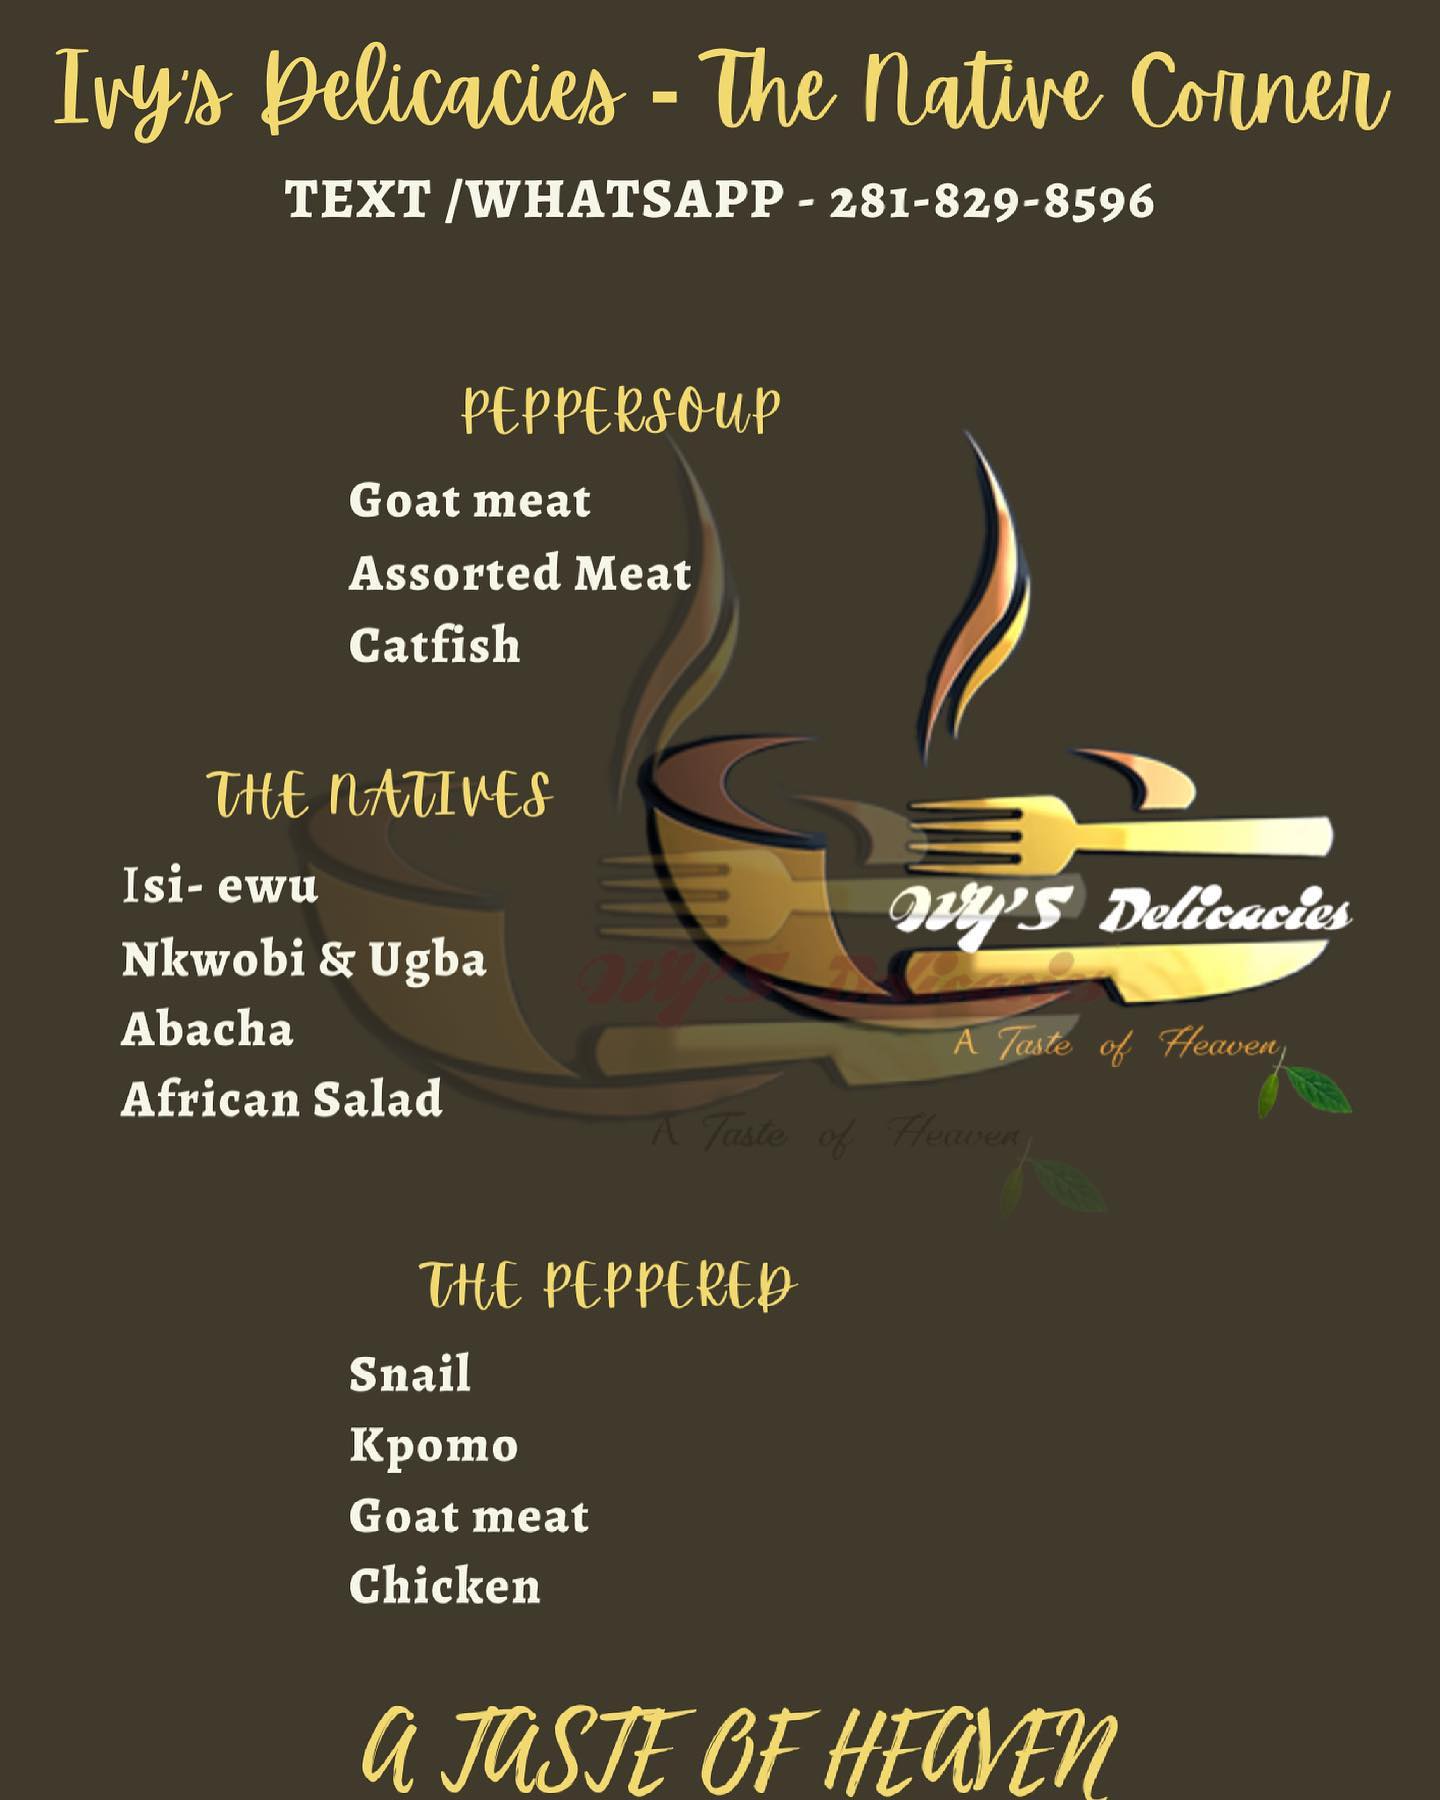 Ivy's Delicacies - The Native Corner
TEXT /WHATSAPP - 281-829-8596
PEPPERSOUP
Goat meat
Assorted Meat
Catfish
THE NATIVES
Isi- ewu
Nkwobi & Ugba
Abacha
African Salad
IVY'S Delicacies
A Taste of Heaven
IVY'S Delicacies
A Taste of Heaven
THE PEPPERED
Snail
Kpomo
Goat meat
Chicken
A TASTE OF HEAVEN